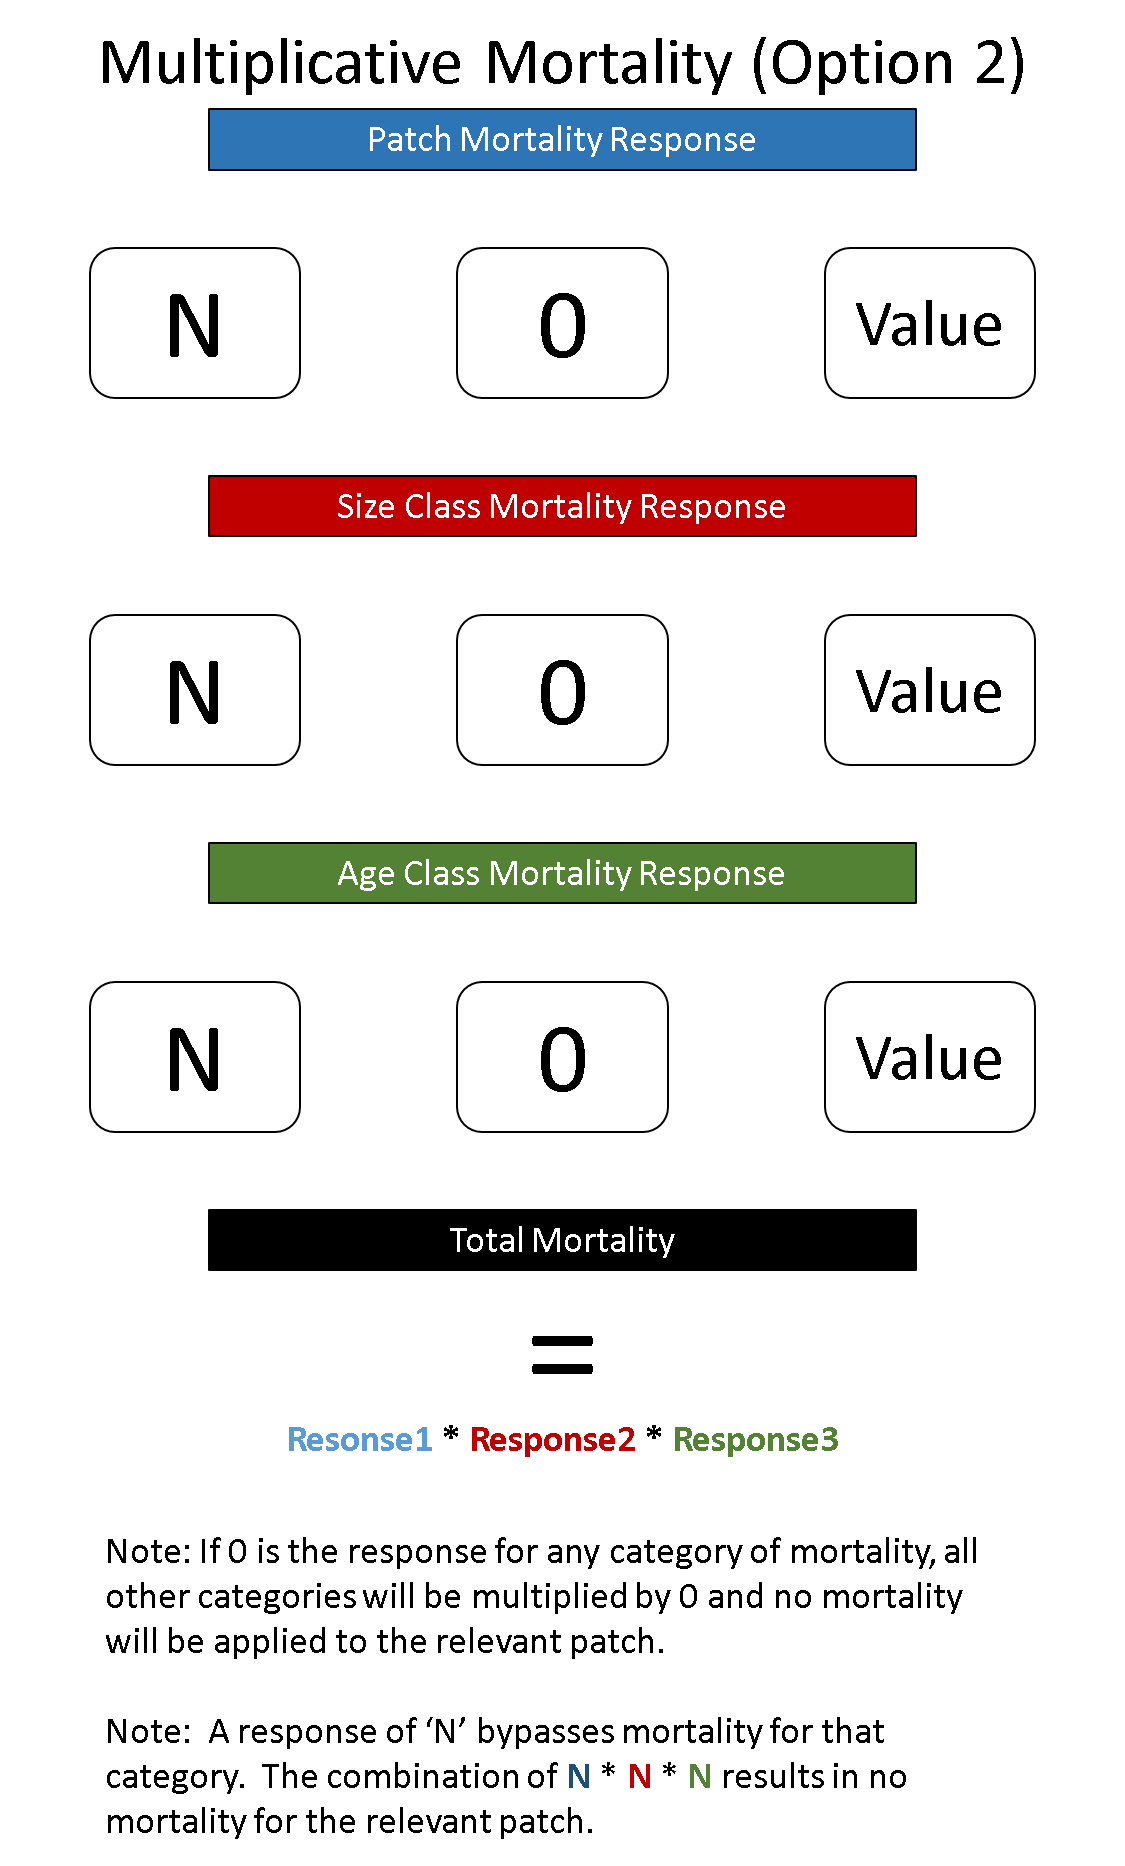 Multiplicative Mortality (Option 2)
Patch Mortality Response
N 0 Value
Size Class Mortality Response
N 0 Value
Age Class Mortality Response
N 0 Value
Total Mortality
=
Resonse1 * Response2 * Response3
Note: If 0 is the response for any category of mortality, all
other categories will be multiplied by 0 and no mortality
will be applied to the relevant patch.
Note:  A response of ‘N’ bypasses mortality for that
category.  The combination of N * N * N results in no
mortality for the relevant patch.